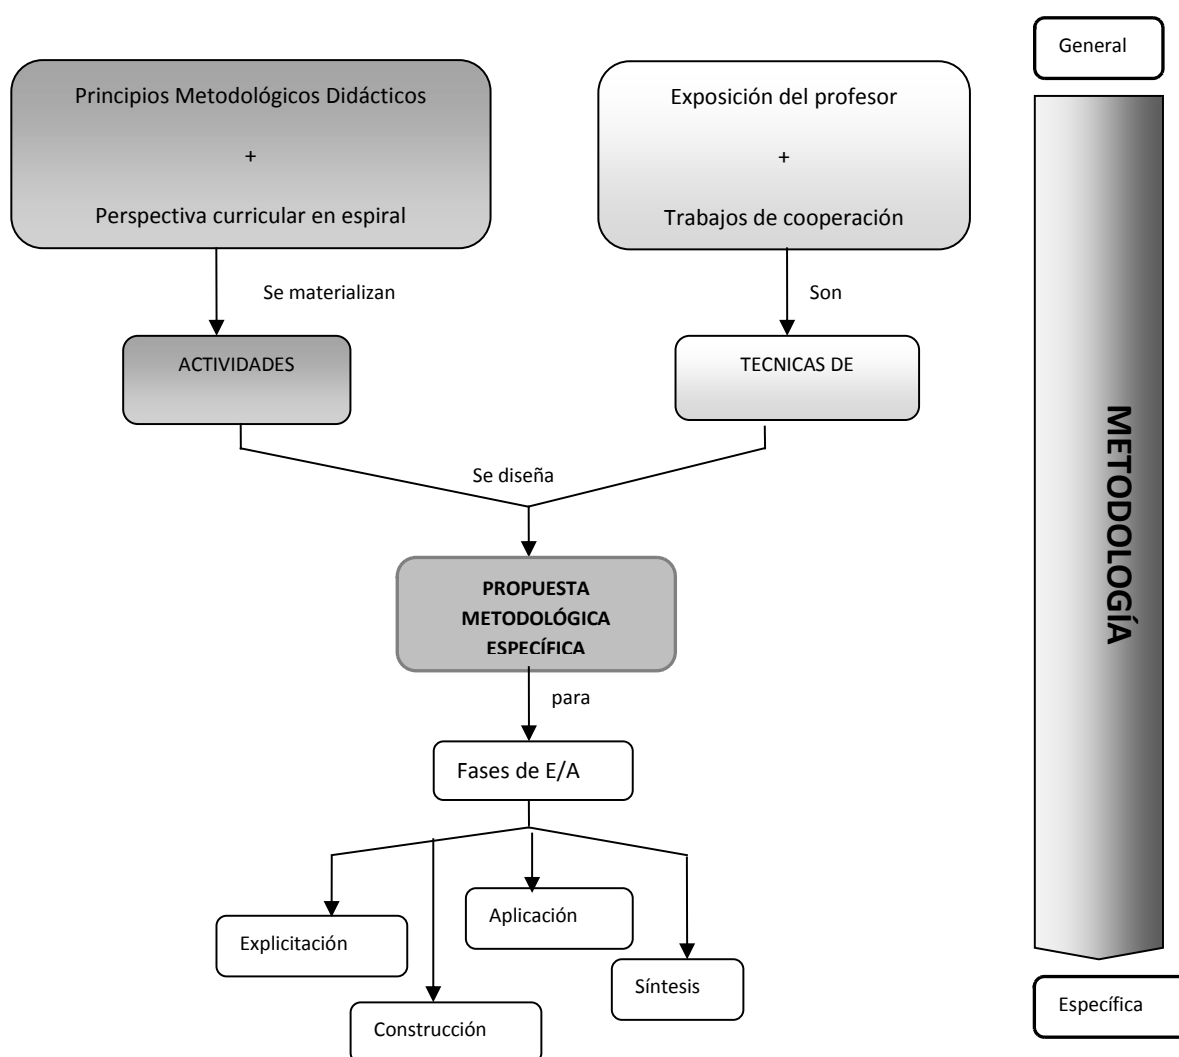 General
Principios Metodológicos Didácticos
+
Perspectiva curricular en espiral
Exposición del profesor
+
Trabajos de cooperación
Se materializan
Son
ACTIVIDADES
TECNICAS DE
METODOLOGÍA
Se diseña
PROPUESTA
METODOLÓGICA
ESPECÍFICA
para
Fases de E/A
Explicitación
Aplicación
Síntesis
Construcción
Específica